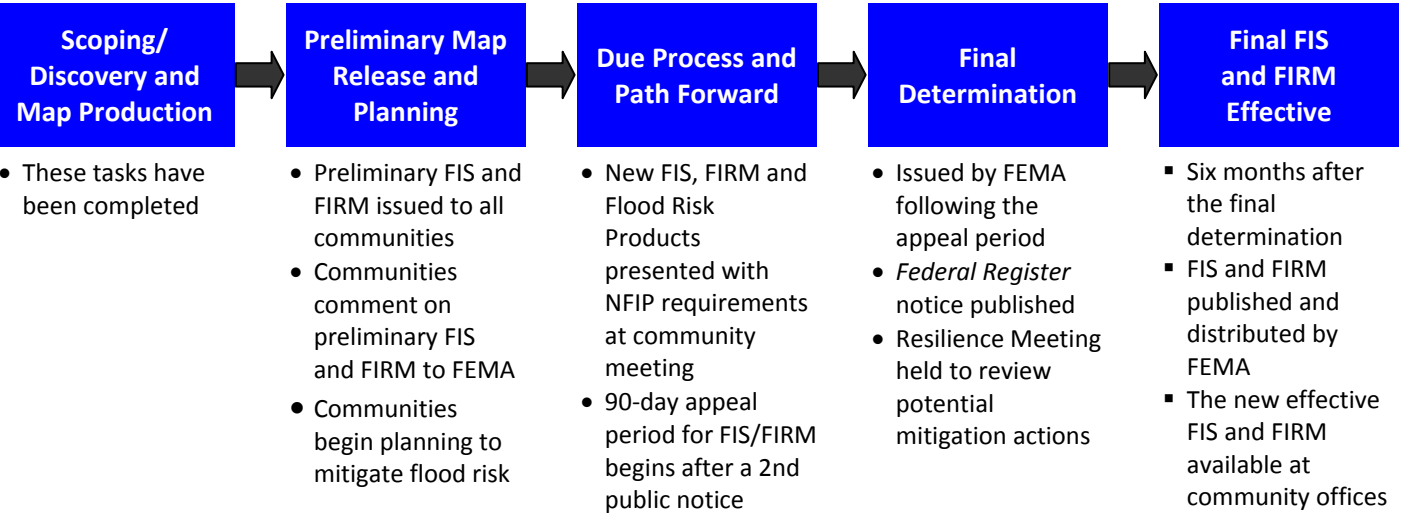 Scoping/
Discovery and
Map Production
• These tasks have
been completed
Preliminary Map
Release and
Planning
• Preliminary FIS and
FIRM issued to all
communities
• Communities
comment on
preliminary FIS
and FIRM to FEMA
• Communities
begin planning to
mitigate flood risk
Due Process and
Path Forward
• New FIS, FIRM and
Flood Risk
Products
presented with
NFIP requirements
at community
meeting
• 90-day appeal
period for FIS/FIRM
begins after a 2nd
public notice
Final
Determination
• Issued by FEMA
following the
appeal period
• Federal Register
notice published
• Resilience Meeting
held to review
potential
mitigation actions
Final FIS
and FIRM
Effective
▪ Six months after
the final
determination
▪ FIS and FIRM
published and
distributed by
FEMA
▪ The new effective
FIS and FIRM
available at
community offices